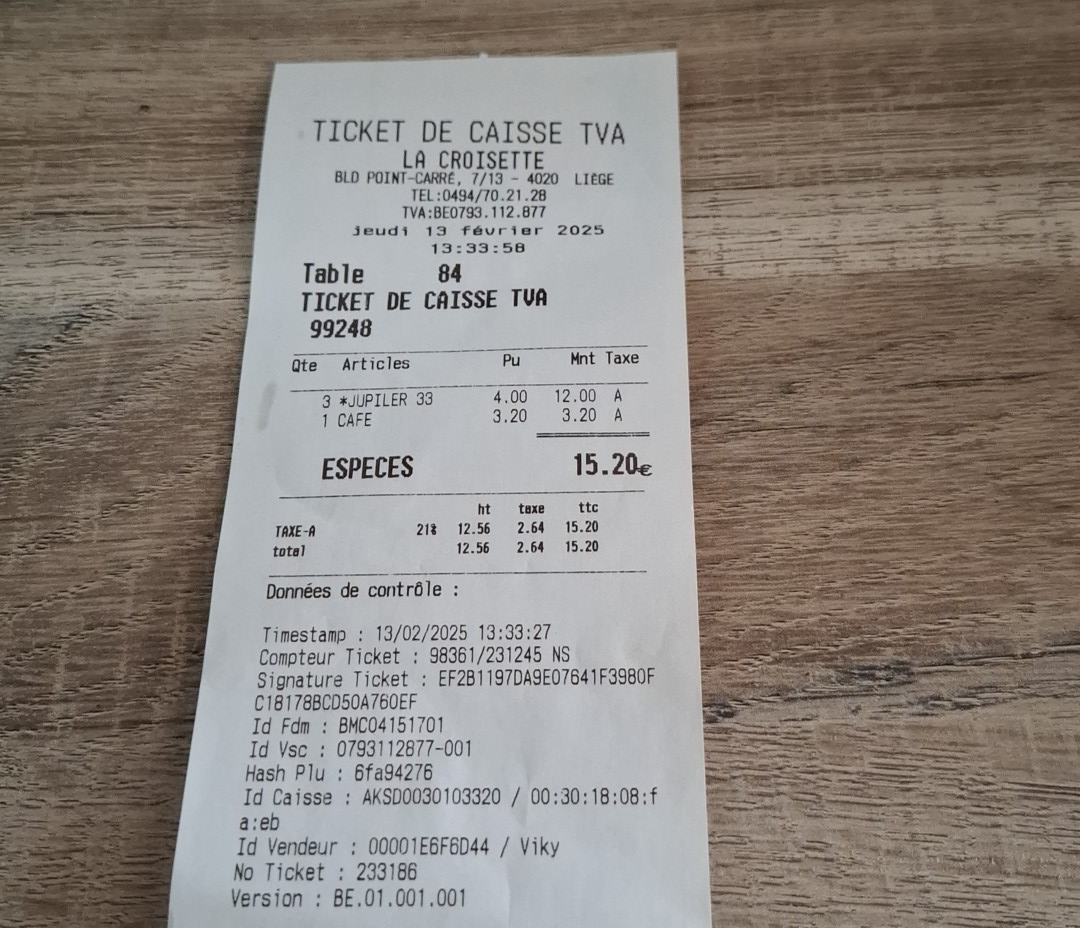 TICKET DE CAISSE TVA
LA CROISETTE
BLD POINT-CARRÉ, 7/13 - 4020 LIÈGE
TEL:0494/70.21.28
TVA:BE0793.112.877
jeudi 13 février 2025
13:33:58
Table 84
TICKET DE CAISSE TVA
99248
Qte Articles Pu Mnt Taxe
3 *JUPILER 33 4.00 12.00 A
1 CAFE 3.20 3.20 A
ESPECES 15.20€
ht taxe ttc
TAXE-A 21% 12.56 2.64 15.20
total 12.56 2.64 15.20
Données de contrôle :
Timestamp : 13/02/2025 13:33:27
Compteur Ticket : 98361/231245 NS
Signature Ticket : EF2B1197DA9E07641F3980F
C18178BCD50A760EF
Id Fdm : BMC04151701
Id Vsc : 0793112877-001
Hash Plu : 6fa94276
Id Caisse : AKSD0030103320 / 00:30:18:08:f
a:eb
Id Vendeur : 00001E6F6D44 / Viky
No Ticket : 233186
Version : BE.01.001.001